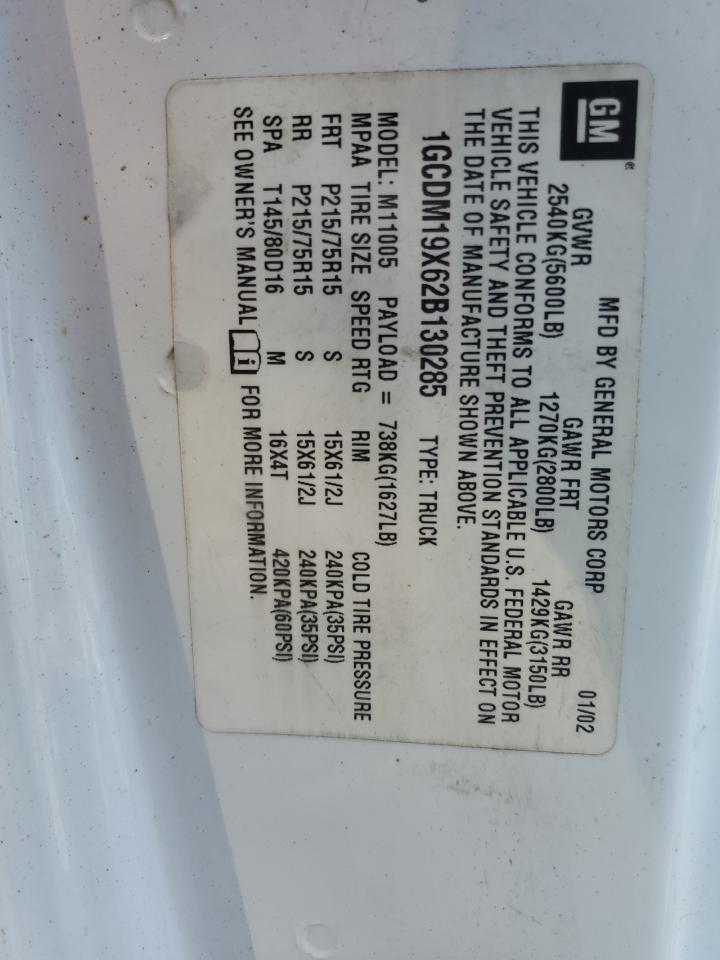 GM
MFD BY GENERAL MOTORS CORP 01/02
GVWR GAWR FRT GAWR RR
2540KG(5600LB) 1270KG(2800LB) 1429KG(3150LB)
THIS VEHICLE CONFORMS TO ALL APPLICABLE U.S. FEDERAL MOTOR
VEHICLE SAFETY AND THEFT PREVENTION STANDARDS IN EFFECT ON
THE DATE OF MANUFACTURE SHOWN ABOVE.
1GCDM19X62B130285 TYPE: TRUCK
MODEL: M11005 PAYLOAD = 738KG(1627LB)
MPAA TIRE SIZE SPEED RTG RIM COLD TIRE PRESSURE
FRT P215/75R15 S 15X61/2J 240KPA(35PSI)
RR P215/75R15 S 15X61/2J 240KPA(35PSI)
SPA T145/80D16 M 16X4T 420KPA(60PSI)
SEE OWNER'S MANUAL FOR MORE INFORMATION.